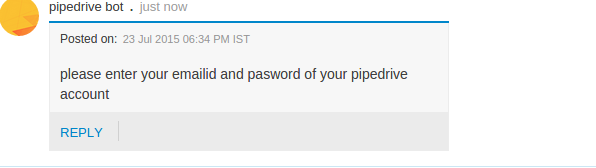 pipedrive bot . just now
Posted on: 23 Jul 2015 06:34 PM IST
please enter your emailid and pasword of your pipedrive
account
REPLY